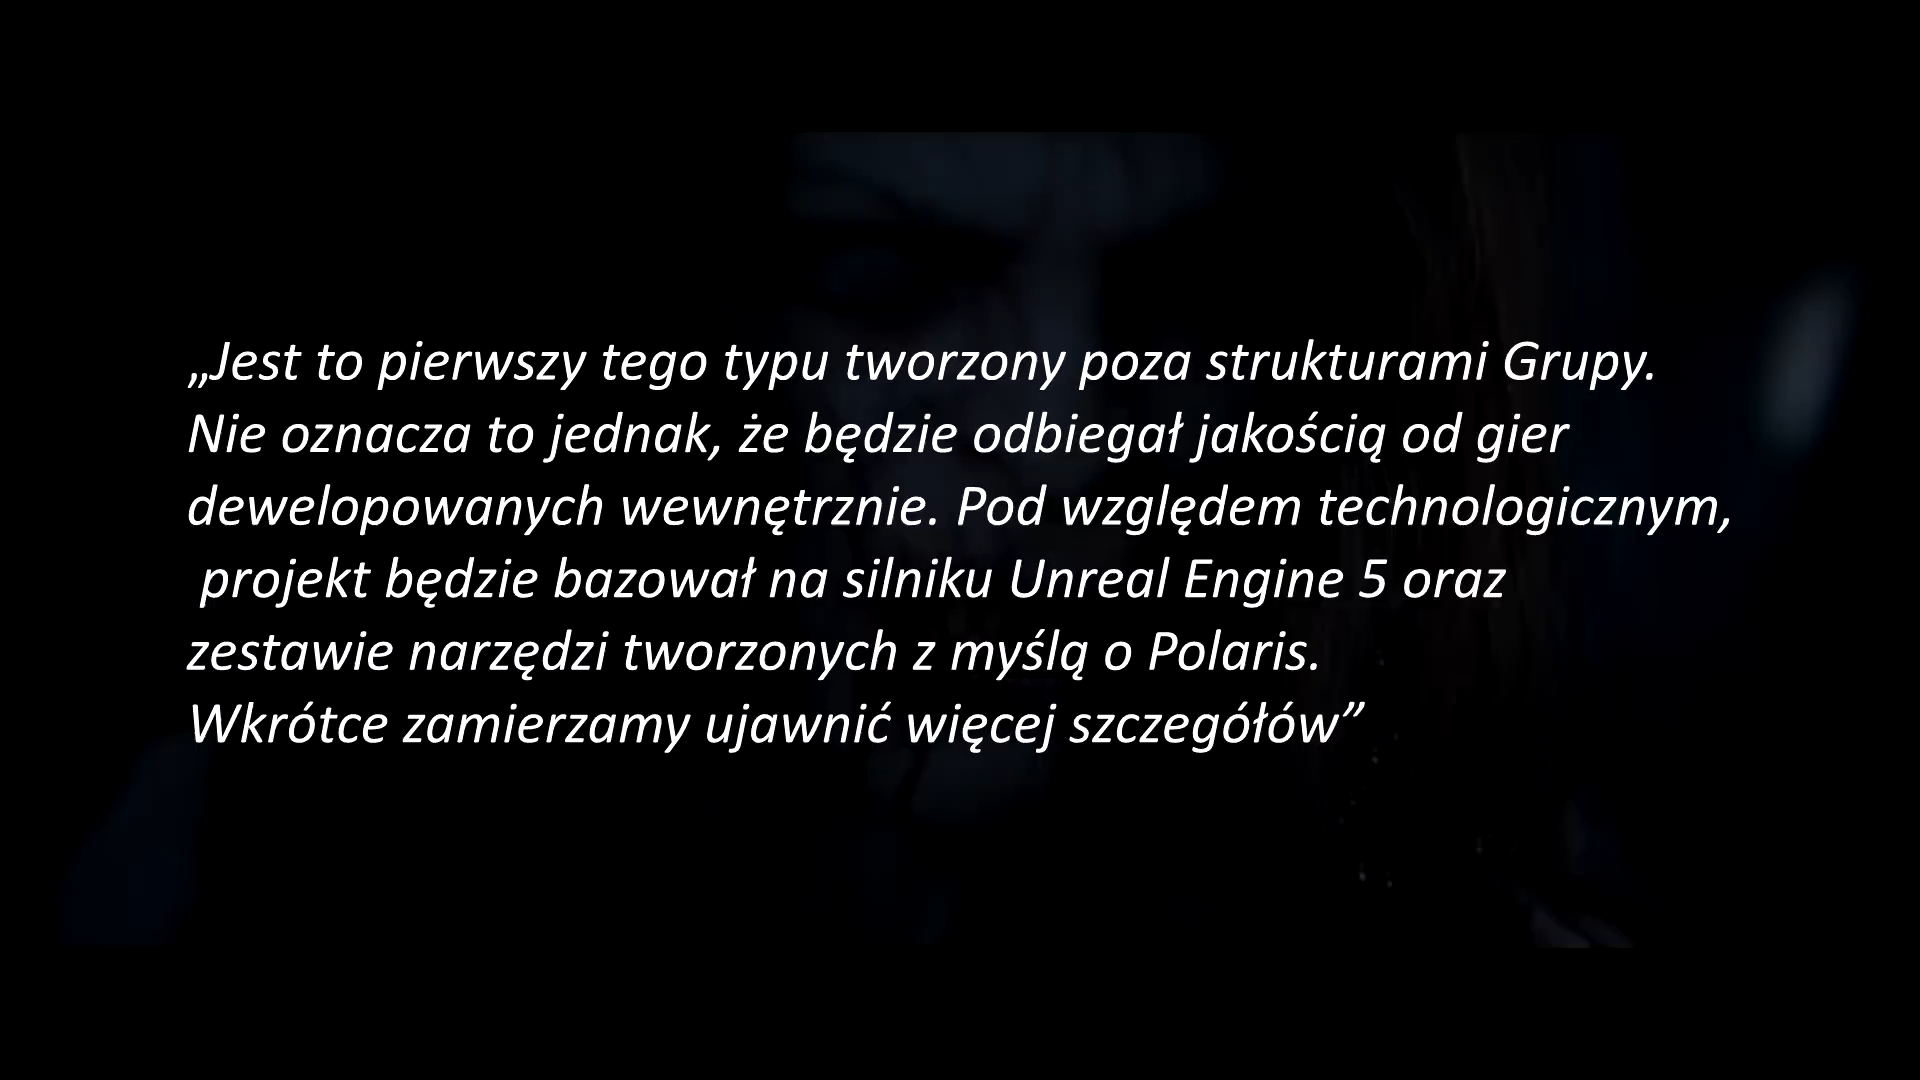 „Jest to pierwszy tego typu tworzony poza strukturami Grupy.
Nie oznacza to jednak, że będzie odbiegał jakością od gier
dewelopowanych wewnętrznie. Pod względem technologicznym,
projekt będzie bazował na silniku Unreal Engine 5 oraz
zestawie narzędzi tworzonych z myślą o Polaris.
Wkrótce zamierzamy ujawnić więcej szczegółów”